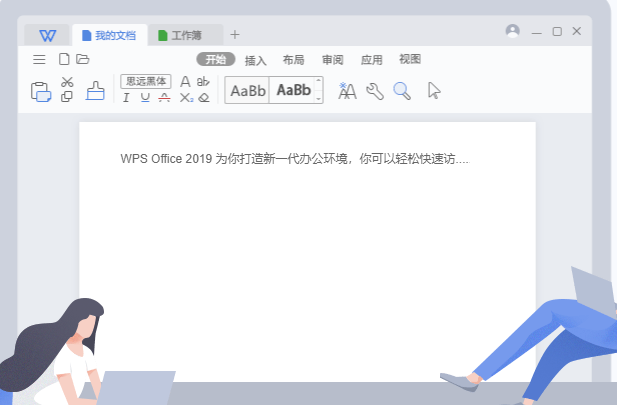 我的文档
工作簿
开始 插入 布局 审阅 应用 视图
思远黑体 A ab
I U A X₂
AaBb AaBb
WPS Office 2019 为你打造新一代办公环境，你可以轻松快速访....